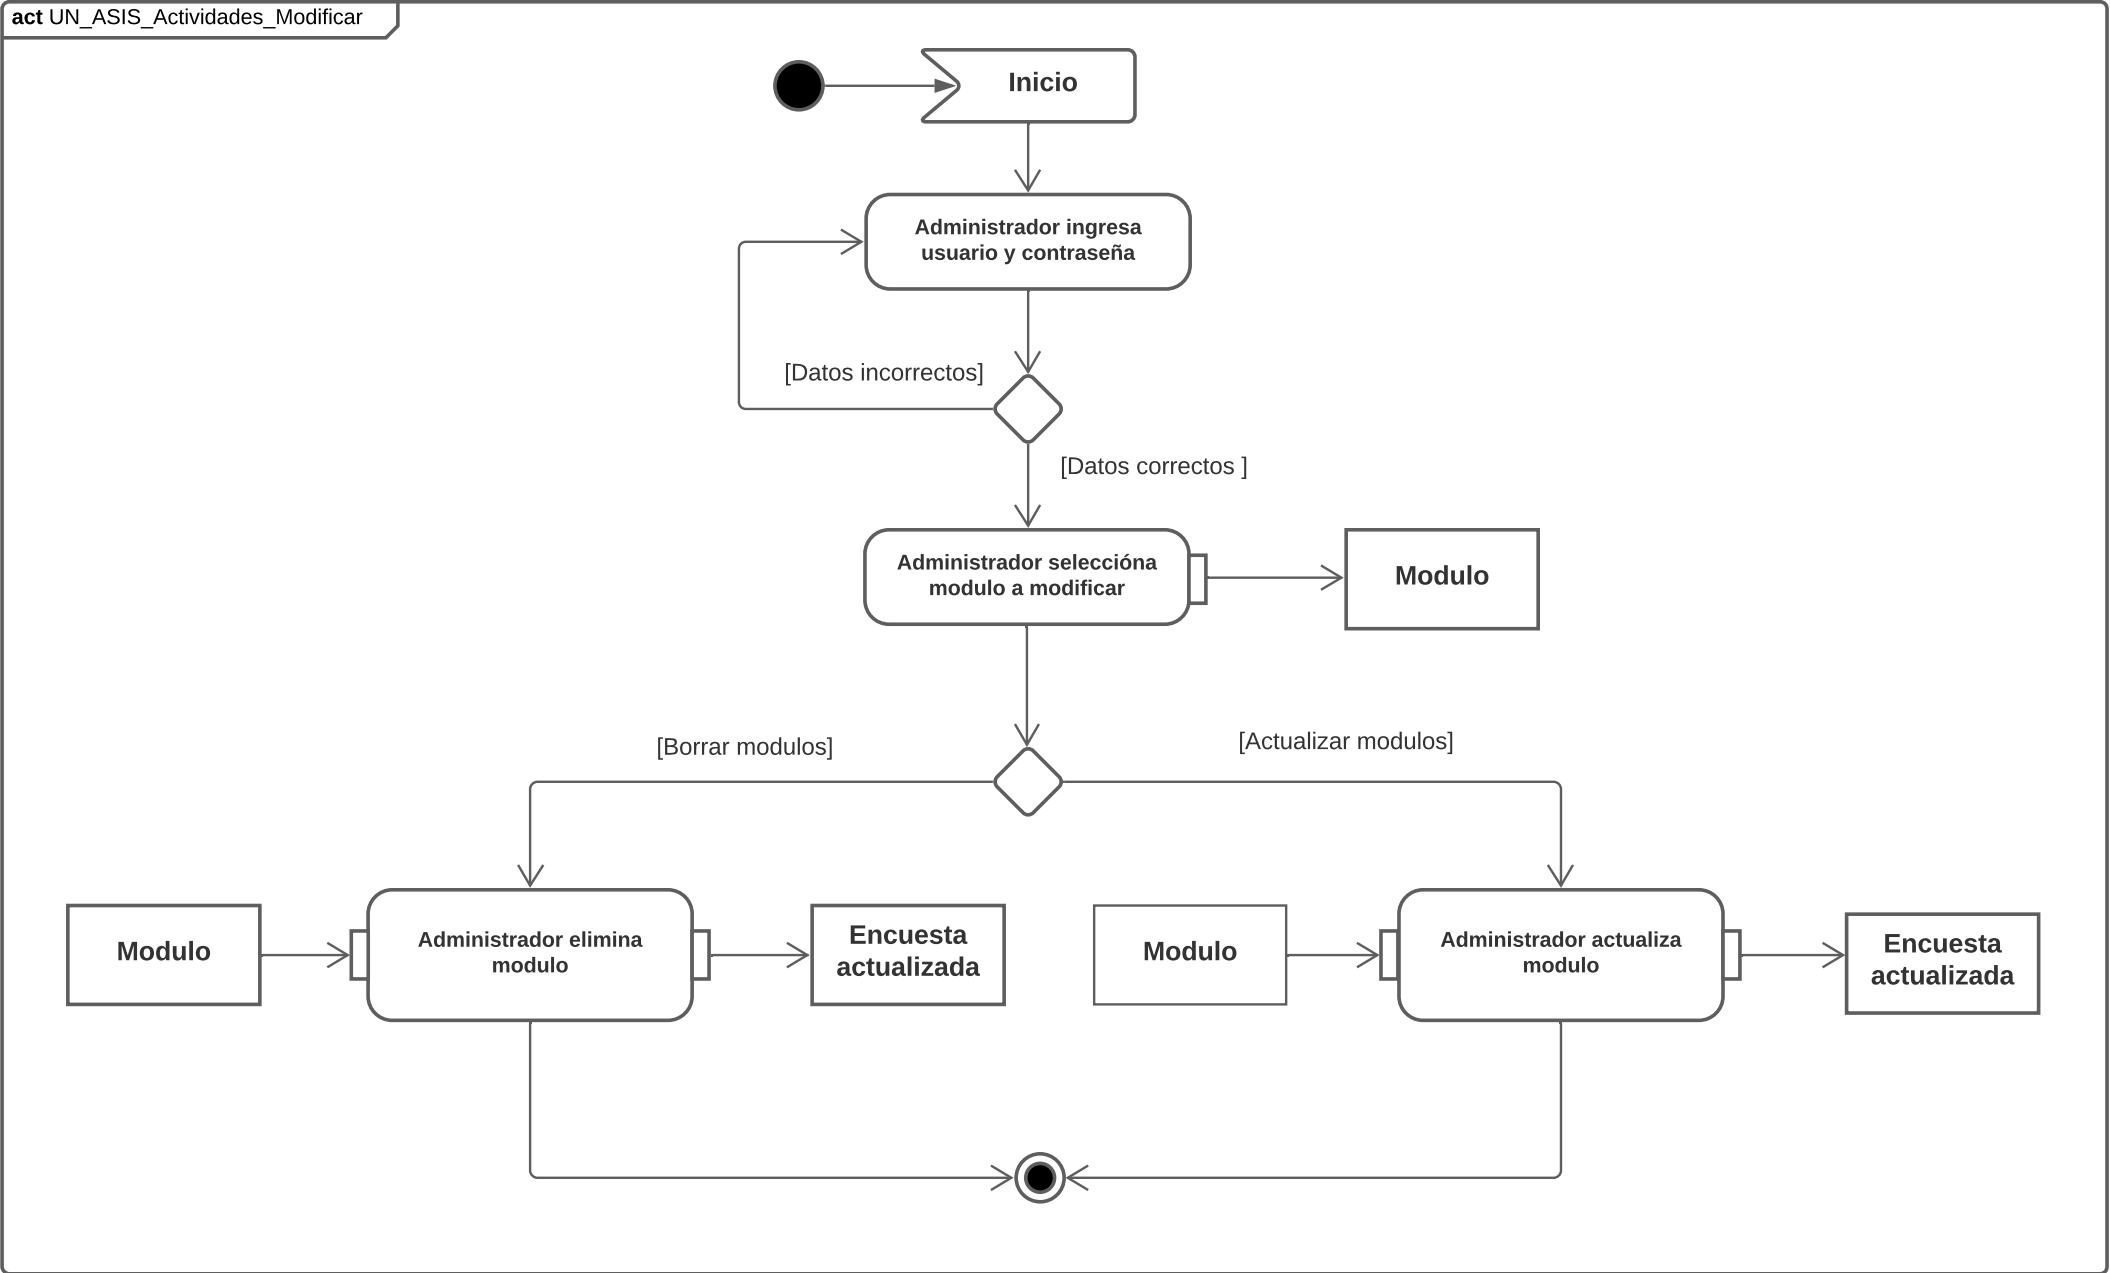 act UN_ASIS_Actividades_Modificar
Inicio
Administrador ingresa
usuario y contraseña
[Datos incorrectos]
[Datos correctos ]
Administrador seleccióna
modulo a modificar
Modulo
[Borrar modulos]
[Actualizar modulos]
Modulo
Administrador elimina
modulo
Encuesta
actualizada
Modulo
Administrador actualiza
modulo
Encuesta
actualizada